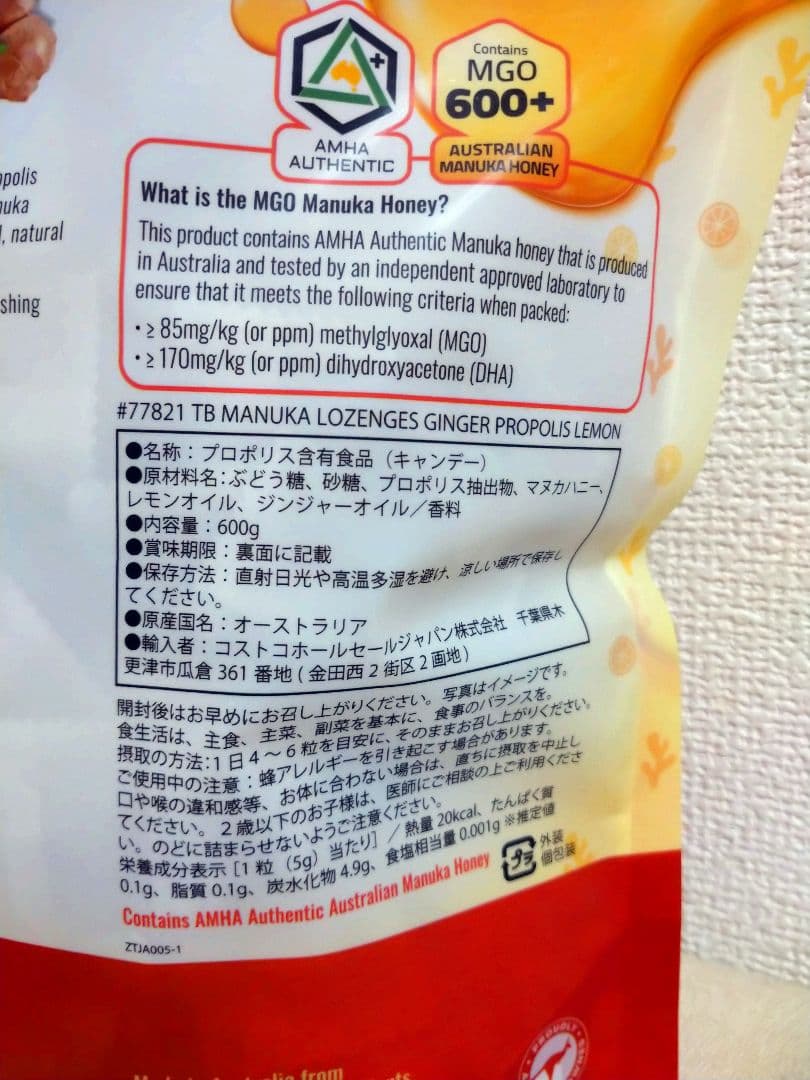 AMHA
AUTHENTIC
Contains
MGO
600+
AUSTRALIAN
MANUKA HONEY
, natural
What is the MGO Manuka Honey?
This product contains AMHA Authentic Manuka honey that is produced
in Australia and tested by an independent approved laboratory to
ensure that it meets the following criteria when packed:
• ≥ 85mg/kg (or ppm) methylglyoxal (MGO)
• ≥ 170mg/kg (or ppm) dihydroxyacetone (DHA)
#77821 TB MANUKA LOZENGES GINGER PROPOLIS LEMON
●名称：プロポリス含有食品（キャンデー）
●原材料名：ぶどう糖、砂糖、プロポリス抽出物、マヌカハニー、
レモンオイル、ジンジャーオイル／香料
●内容量：600g
●賞味期限：裏面に記載
●保存方法：直射日光や高温多湿を避け、涼しい場所で保存し
てください。
●原産国名：オーストラリア
●輸入者：コストコホールセールジャパン株式会社 千葉県木
更津市瓜倉 361 番地 ( 金田西 2 街区 2 画地 )
開封後はお早めにお召し上がりください。写真はイメージです。
食生活は、主食、主菜、副菜を基本に、食事のバランスを。
摂取の方法：1 日 4 ～ 6 粒を目安に、そのままお召し上がりください。
ご使用中の注意：蜂アレルギーを引き起こす場合があります。
口や喉の違和感等、お体に合わない場合は、直ちに摂取を中止し
てください。 2 歳以下のお子様は、医師にご相談の上ご利用くださ
い。のどに詰まらせないようご注意ください。
栄養成分表示［1 粒（5g）当たり］／熱量 20kcal、たんぱく質
0.1g、脂質 0.1g、炭水化物 4.9g、食塩相当量 0.001g ※推定値
プラ
外装
個包装
Contains AMHA Authentic Australian Manuka Honey
ZTJA005-1
from
PROUDLY